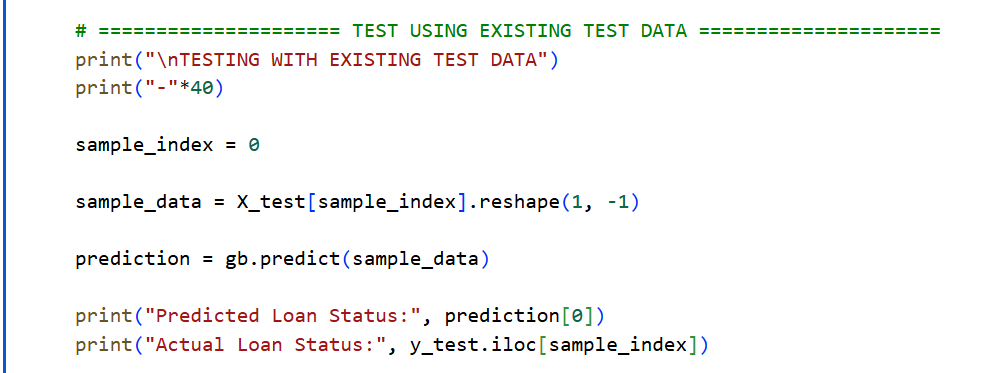 # ===================== TEST USING EXISTING TEST DATA =====================
print("\nTESTING WITH EXISTING TEST DATA")
print("-"*40)
sample_index = 0
sample_data = X_test[sample_index].reshape(1, -1)
prediction = gb.predict(sample_data)
print("Predicted Loan Status:", prediction[0])
print("Actual Loan Status:", y_test.iloc[sample_index])